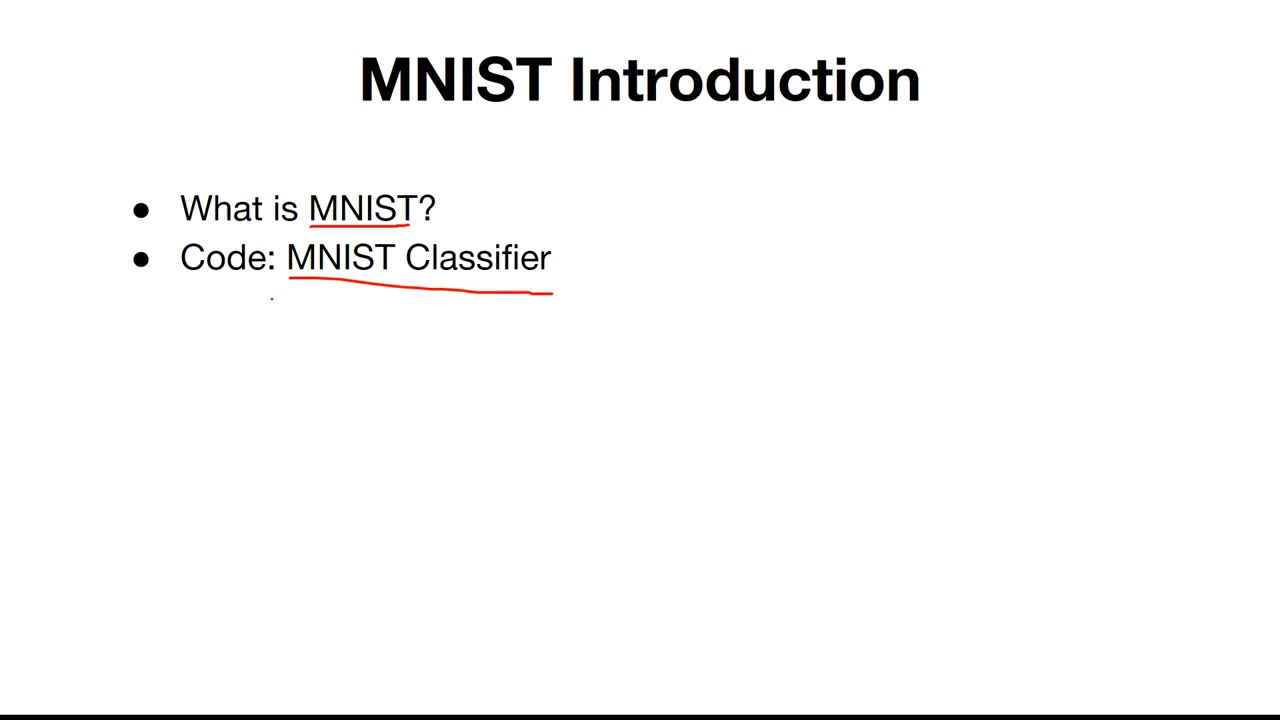 MNIST Introduction
● What is MNIST?
● Code: MNIST Classifier